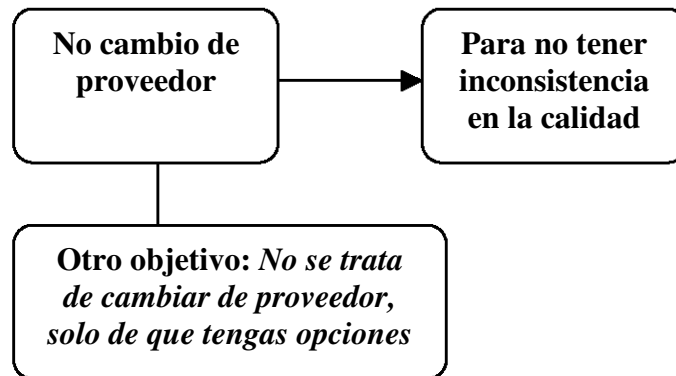 No cambio de
proveedor
Para no tener
inconsistencia
en la calidad
Otro objetivo: No se trata
de cambiar de proveedor,
solo de que tengas opciones